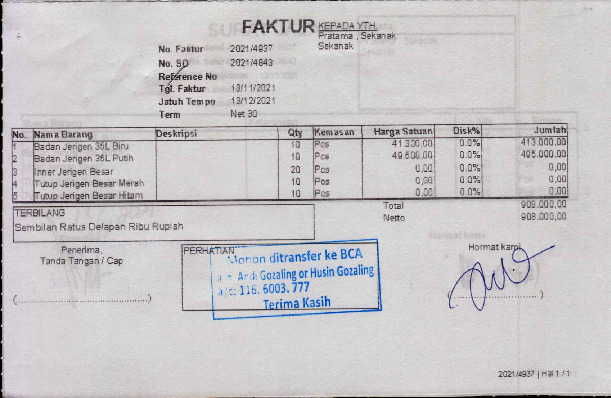 FAKTUR KEPADA YTH.
Pratama , Sekanak
Sekanak
No. Faktur 2021/4937
No. SO 2021/4843
Reference No
Tgl. Faktur 13/11/2021
Jatuh Tempo 13/12/2021
Term Net 30
No. Nama Barang Deskripsi Qty Kemasan Harga Satuan Disk% Jumlah
1 Badan Jerigen 35L Biru 10 Pcs 41.300,00 0.0% 413.000,00
2 Badan Jerigen 35L Putih 10 Pcs 49.500,00 0.0% 495.000,00
3 Inner Jerigen Besar 20 Pcs 0,00 0.0% 0,00
4 Tutup Jerigen Besar Merah 10 Pcs 0,00 0.0% 0,00
5 Tutup Jerigen Besar Hitam 10 Pcs 0,00 0.0% 0,00
Total 908.000,00
Netto 908.000,00
TERBILANG
Sembilan Ratus Delapan Ribu Rupiah
Penerima,
Tanda Tangan / Cap
(..............................)
PERHATIAN
Mohon ditransfer ke BCA
a.n. Andi Gozaling or Husin Gozaling
a/c: 116. 6003. 777
Terima Kasih
Hormat kami
(..............................)
2021/4937 | Hal 1 / 1